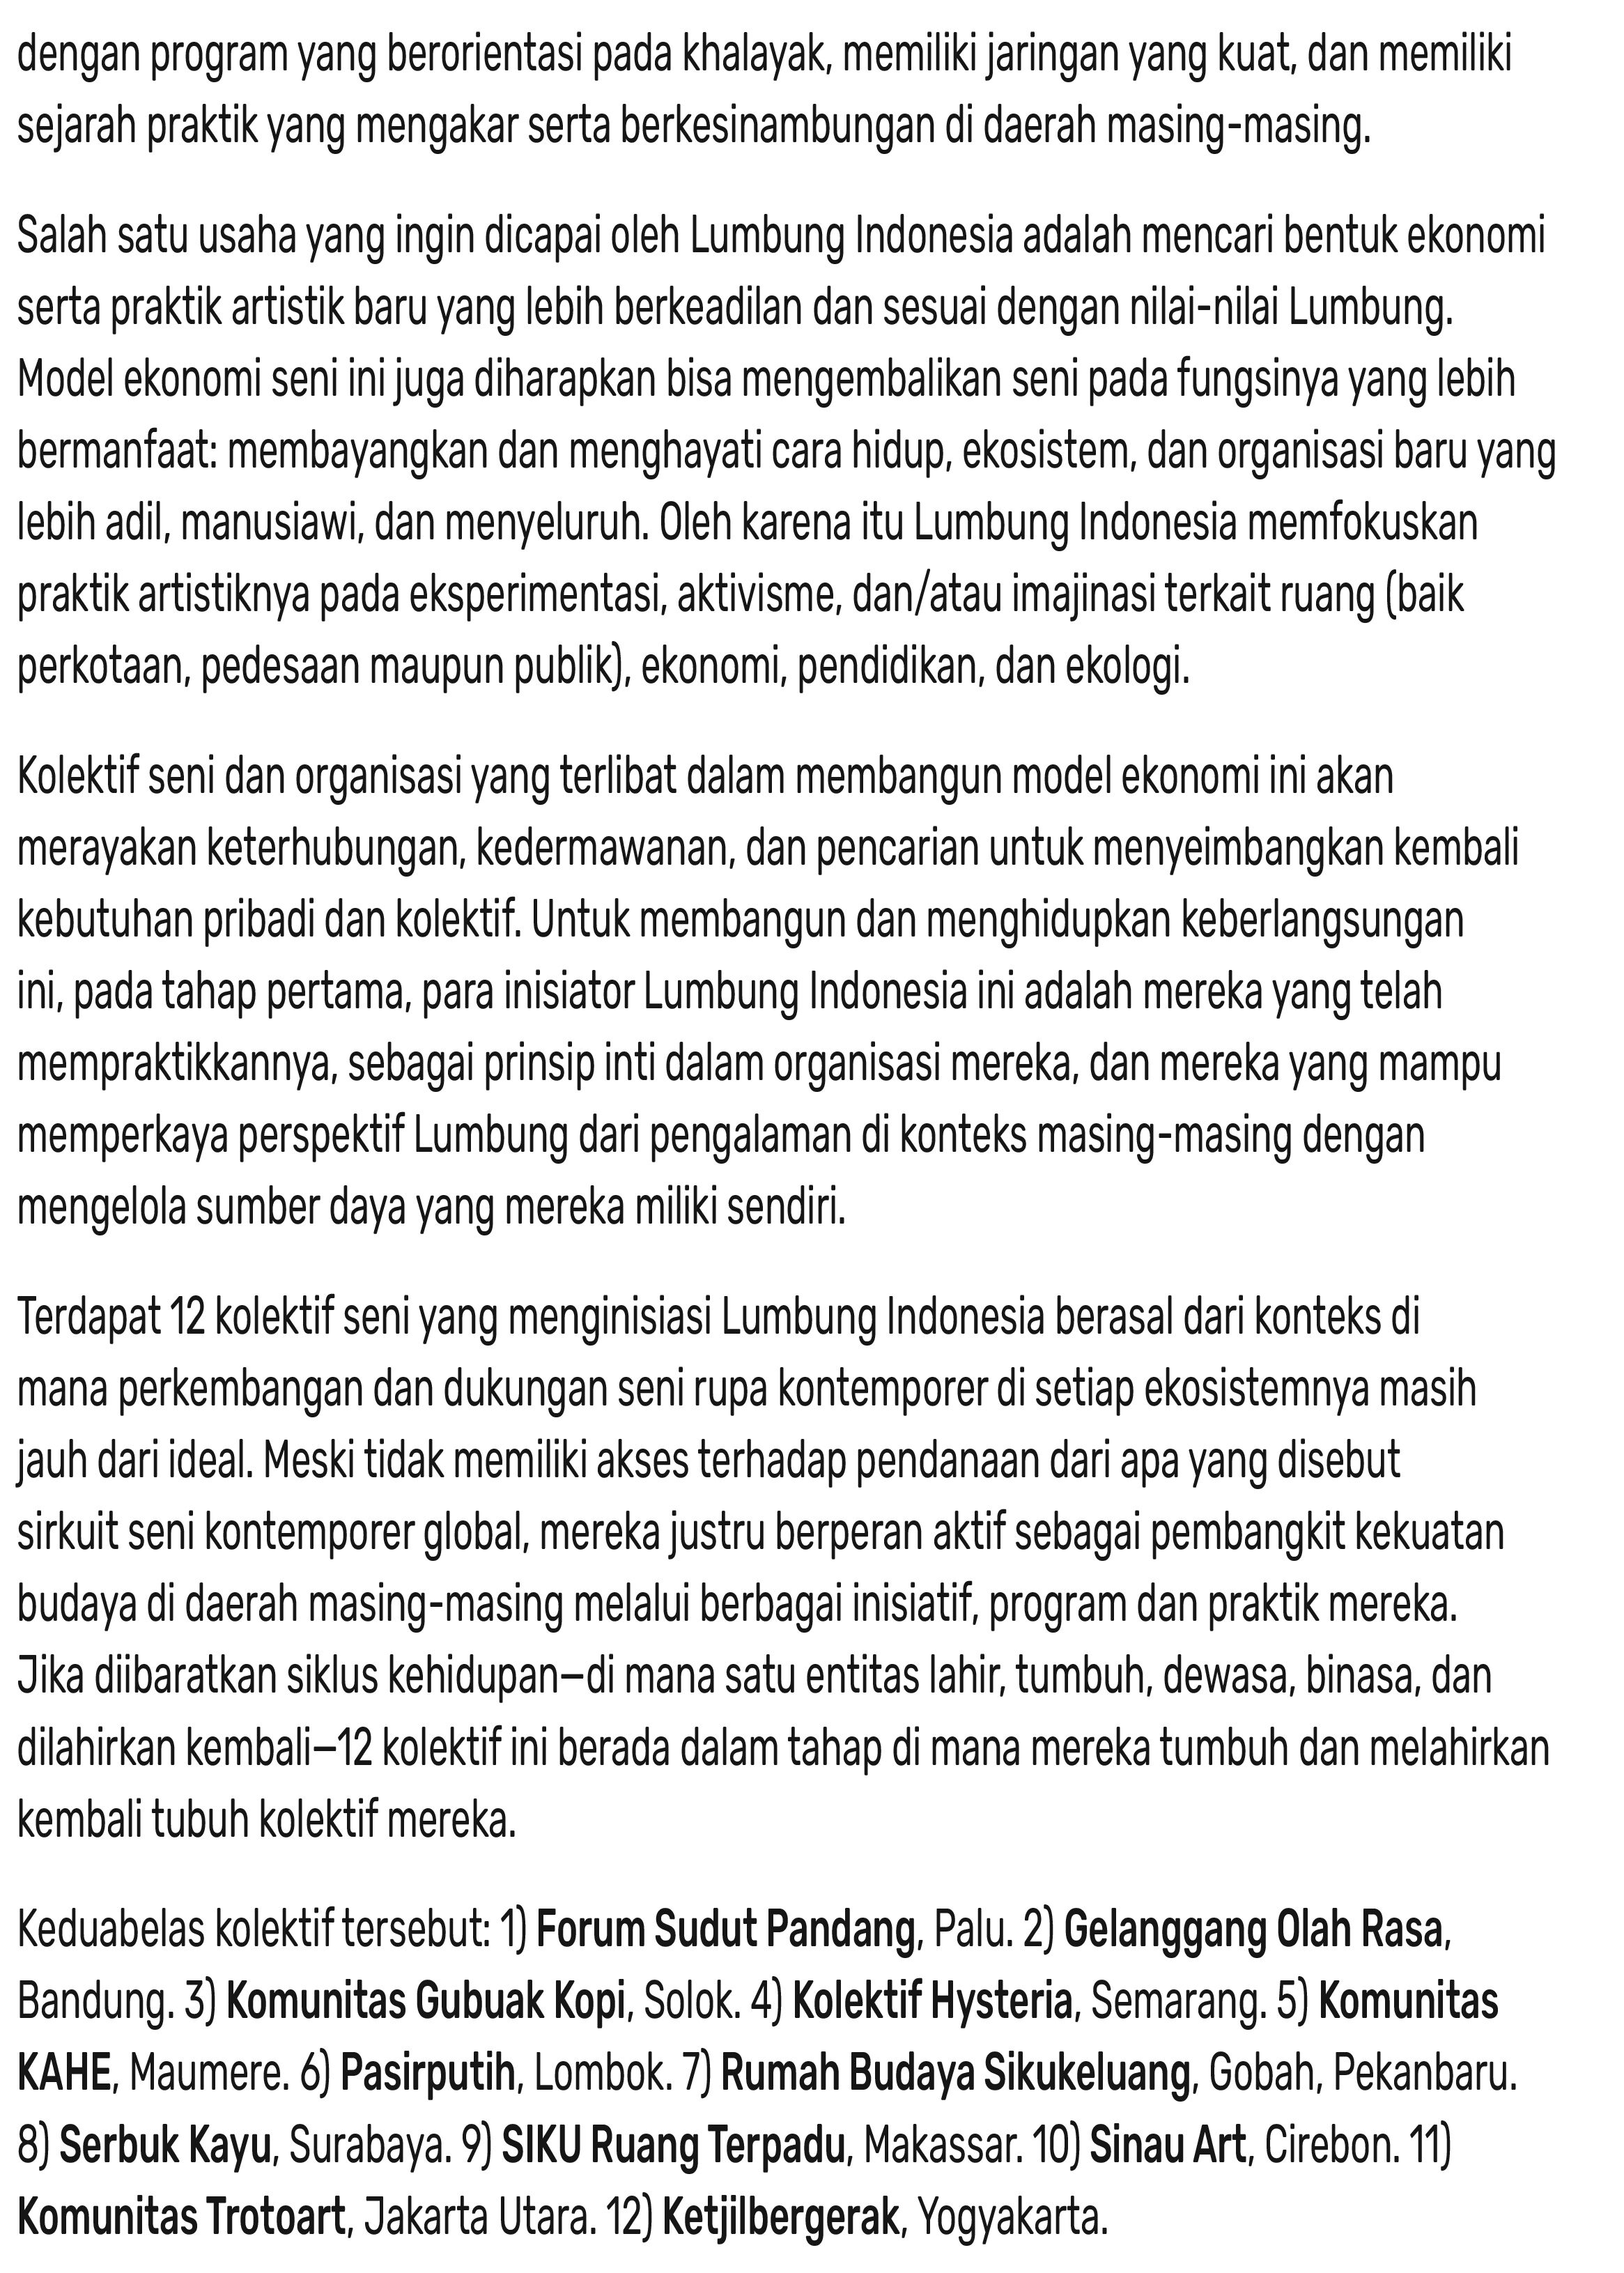 dengan program yang berorientasi pada khalayak, memiliki jaringan yang kuat, dan memiliki
sejarah praktik yang mengakar serta berkesinambungan di daerah masing-masing.
Salah satu usaha yang ingin dicapai oleh Lumbung Indonesia adalah mencari bentuk ekonomi
serta praktik artistik baru yang lebih berkeadilan dan sesuai dengan nilai-nilai Lumbung.
Model ekonomi seni ini juga diharapkan bisa mengembalikan seni pada fungsinya yang lebih
bermanfaat: membayangkan dan menghayati cara hidup, ekosistem, dan organisasi baru yang
lebih adil, manusiawi, dan menyeluruh. Oleh karena itu Lumbung Indonesia memfokuskan
praktik artistiknya pada eksperimentasi, aktivisme, dan/atau imajinasi terkait ruang (baik
perkotaan, pedesaan maupun publik), ekonomi, pendidikan, dan ekologi.
Kolektif seni dan organisasi yang terlibat dalam membangun model ekonomi ini akan
merayakan keterhubungan, kedermawanan, dan pencarian untuk menyeimbangkan kembali
kebutuhan pribadi dan kolektif. Untuk membangun dan menghidupkan keberlangsungan
ini, pada tahap pertama, para inisiator Lumbung Indonesia ini adalah mereka yang telah
mempraktikkannya, sebagai prinsip inti dalam organisasi mereka, dan mereka yang mampu
memperkaya perspektif Lumbung dari pengalaman di konteks masing-masing dengan
mengelola sumber daya yang mereka miliki sendiri.
Terdapat 12 kolektif seni yang menginisiasi Lumbung Indonesia berasal dari konteks di
mana perkembangan dan dukungan seni rupa kontemporer di setiap ekosistemnya masih
jauh dari ideal. Meski tidak memiliki akses terhadap pendanaan dari apa yang disebut
sirkuit seni kontemporer global, mereka justru berperan aktif sebagai pembangkit kekuatan
budaya di daerah masing-masing melalui berbagai inisiatif, program dan praktik mereka.
Jika diibaratkan siklus kehidupan—di mana satu entitas lahir, tumbuh, dewasa, binasa, dan
dilahirkan kembali—12 kolektif ini berada dalam tahap di mana mereka tumbuh dan melahirkan
kembali tubuh kolektif mereka.
Keduabelas kolektif tersebut: 1) Forum Sudut Pandang, Palu. 2) Gelanggang Olah Rasa,
Bandung. 3) Komunitas Gubuak Kopi, Solok. 4) Kolektif Hysteria, Semarang. 5) Komunitas
KAHE, Maumere. 6) Pasirputih, Lombok. 7) Rumah Budaya Sikukeluang, Gobah, Pekanbaru.
8) Serbuk Kayu, Surabaya. 9) SIKU Ruang Terpadu, Makassar. 10) Sinau Art, Cirebon. 11)
Komunitas Trotoart, Jakarta Utara. 12) Ketjilbergerak, Yogyakarta.